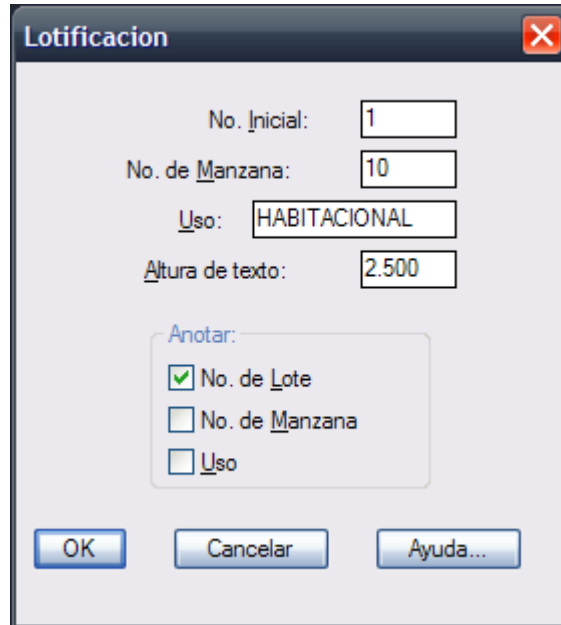 Lotificacion
No. Inicial: 1
No. de Manzana: 10
Uso: HABITACIONAL
Altura de texto: 2.500
Anotar:
No. de Lote
No. de Manzana
Uso
OK Cancelar Ayuda...